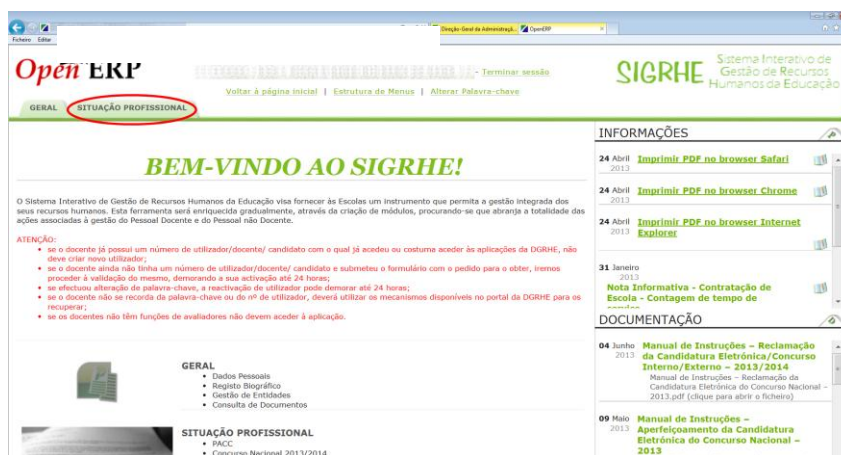 Direção-Geral da Administraçã...
OpenERP
Ficheiro Editar
Open ERP
- Terminar sessão
Voltar à página inicial | Estrutura de Menus | Alterar Palavra-chave
SIGRHE
Sistema Interativo de
Gestão de Recursos
Humanos da Educação
GERAL
SITUAÇÃO PROFISSIONAL
BEM-VINDO AO SIGRHE!
O Sistema Interativo de Gestão de Recursos Humanos da Educação visa fornecer às Escolas um instrumento que permita a gestão integrada dos
seus recursos humanos. Esta ferramenta será enriquecida gradualmente, através da criação de módulos, procurando-se que abranja a totalidade das
ações associadas à gestão do Pessoal Docente e do Pessoal não Docente.
ATENÇÃO:
• se o docente já possui um número de utilizador/docente/ candidato com o qual já acedeu ou costuma aceder às aplicações da DGRHE, não
deve criar novo utilizador;
• se o docente ainda não tinha um número de utilizador/docente/ candidato e submeteu o formulário com o pedido para o obter, iremos
proceder à validação do mesmo, demorando a sua activação até 24 horas;
• se efectuou alteração de palavra-chave, a reactivação de utilizador pode demorar até 24 horas;
• se o docente não se recorda da palavra-chave ou do nº de utilizador, deverá utilizar os mecanismos disponíveis no portal da DGRHE para os
recuperar;
• se os docentes não têm funções de avaliadores não devem aceder à aplicação.
GERAL
• Dados Pessoais
• Registo Biográfico
• Gestão de Entidades
• Consulta de Documentos
SITUAÇÃO PROFISSIONAL
• PACC
• Concurso Nacional 2013/2014
INFORMAÇÕES
24 Abril Imprimir PDF no browser Safari
2013
24 Abril Imprimir PDF no browser Chrome
2013
24 Abril Imprimir PDF no browser Internet
2013 Explorer
31 Janeiro
2013
Nota Informativa - Contratação de
Escola - Contagem de tempo de
DOCUMENTAÇÃO
04 Junho Manual de Instruções – Reclamação
2013 da Candidatura Eletrónica/Concurso
Interno/Externo – 2013/2014
Manual de Instruções – Reclamação da
Candidatura Eletrónica do Concurso Nacional –
2013.pdf (clique para abrir o ficheiro)
09 Maio Manual de Instruções –
2013 Aperfeiçoamento da Candidatura
Eletrónica do Concurso Nacional –
2013